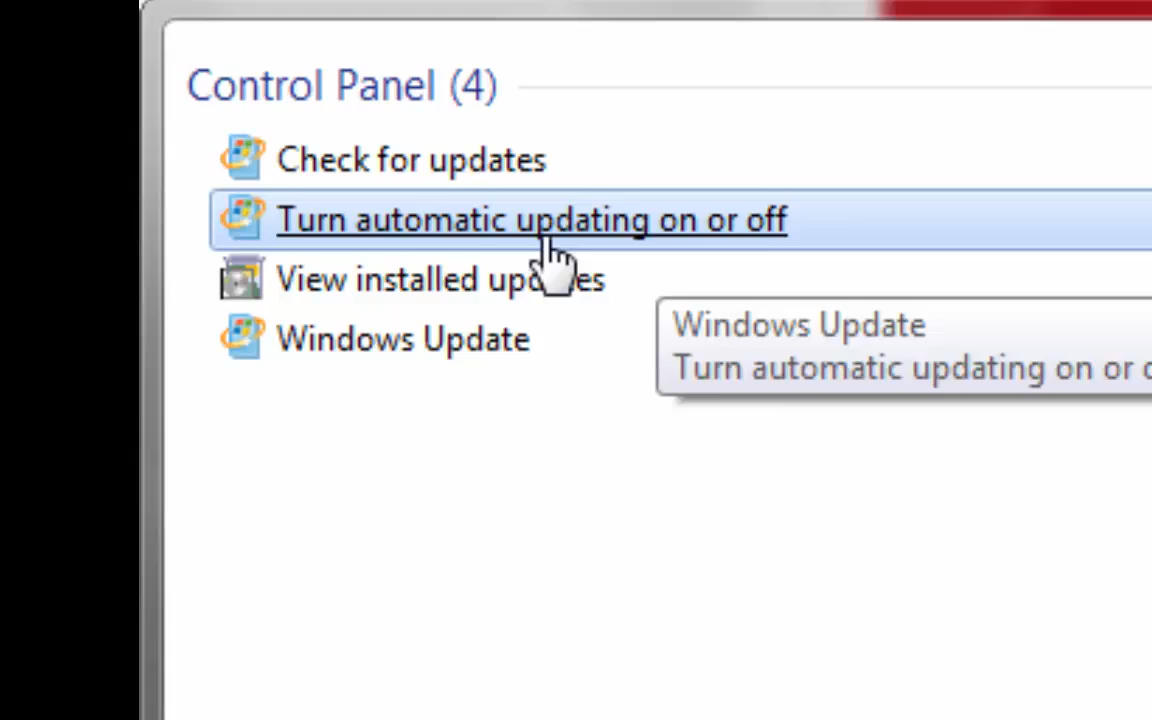 Control Panel (4)
Check for updates
Turn automatic updating on or off
View installed
Windows Update
Windows Update
Turn automatic updating on or